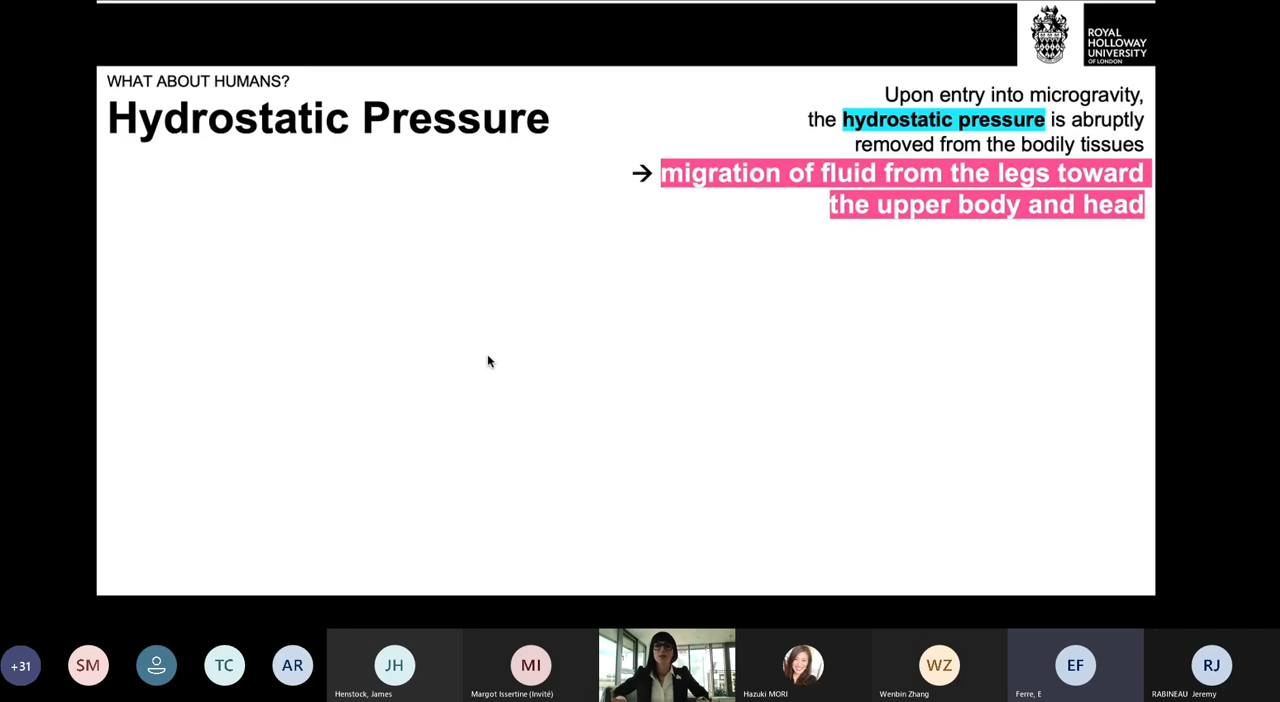 ROYAL
HOLLOWAY
UNIVERSITY
OF LONDON
WHAT ABOUT HUMANS?
Hydrostatic Pressure
Upon entry into microgravity,
the hydrostatic pressure is abruptly
removed from the bodily tissues
→ migration of fluid from the legs toward
the upper body and head
+31
SM
TC
AR
JH
MI
WZ
EF
RJ
Henstock, James
Margot Issertine (Invité)
Hazuki MORI
Wenbin Zhang
Ferre, E
RABINEAU Jeremy